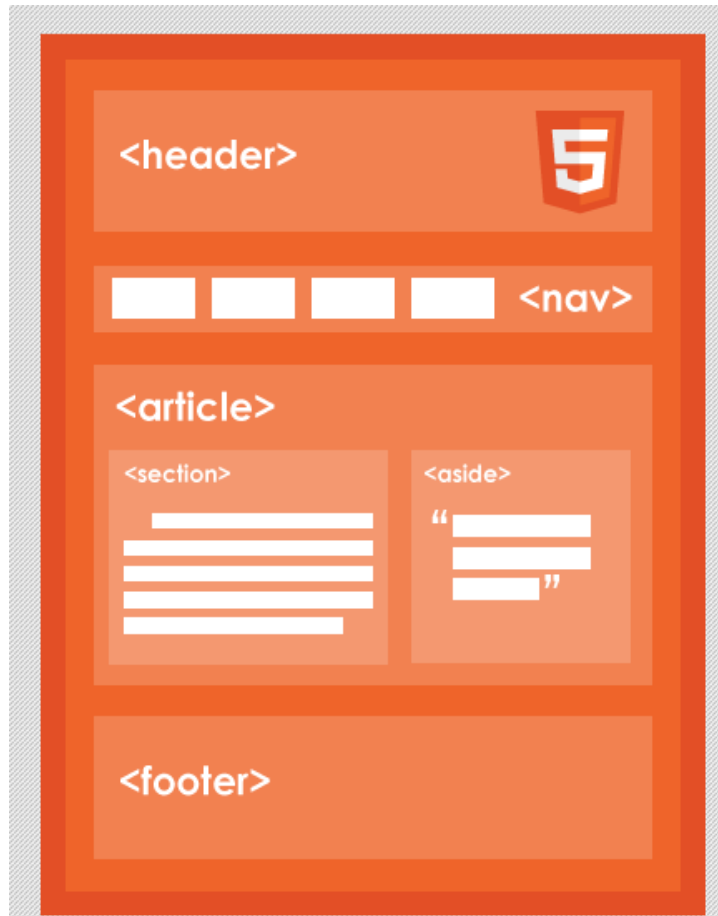 <header>
5
<nav>
<article>
<section>
<aside>
“
”
<footer>